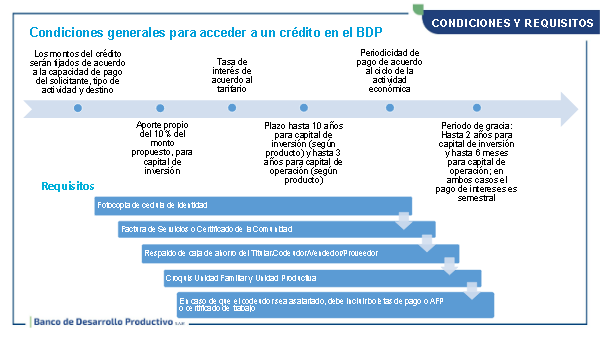 CONDICIONES Y REQUISITOS
Condiciones generales para acceder a un crédito en el BDP
Los montos del crédito
serán fijados de acuerdo
a la capacidad de pago
del solicitante, tipo de
actividad y destino
Aporte propio
del 10% del
monto
propuesto, para
capital de
inversión
Tasa de
interés de
acuerdo al
tarifario
Plazo hasta 10 años
para capital de
inversión (según
producto) y hasta 3
años para capital de
operación (según
producto)
Periodicidad de
pago de acuerdo
al ciclo de la
actividad
económica
Periodo de gracia:
Hasta 2 años para
capital de inversión
y hasta 6 meses
para capital de
operación; en
ambos casos el
pago de intereses es
semestral
Requisitos
Fotocopia de cedula de identidad
Factura de Servicios o Certificado de la Comunidad
Respaldo de caja de ahorro del Titular/Codeudor/Vendedor/Proveedor
Croquis Unidad Familiar y Unidad Productiva
En caso de que el codeudor sea asalariado, debe incluir boletas de pago o AFP
o certificado de trabajo
Banco de Desarrollo Productivo S.A.M.